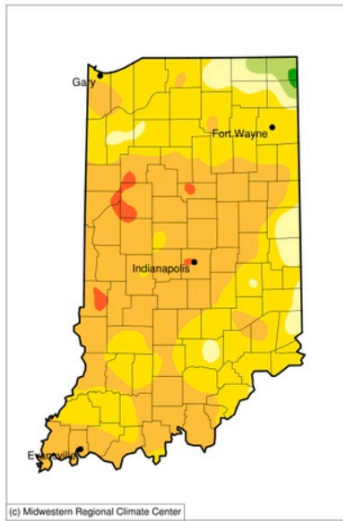 Gary
Fort Wayne
Indianapolis
Evansville
(c) Midwestern Regional Climate Center